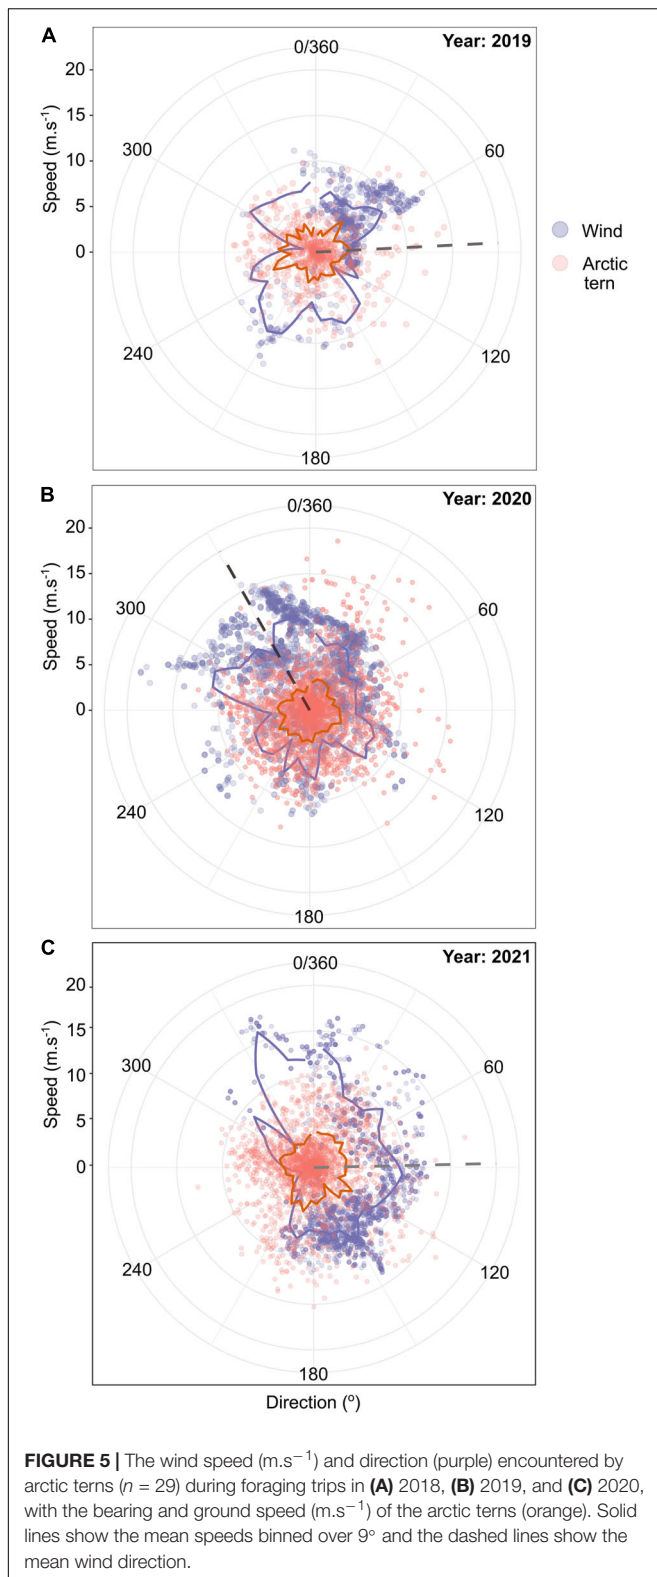 A
0/360
Year: 2019
20
15
10
5
0
Speed (m.s-1)
300
60
240
120
180
Wind
Arctic
tern
B
0/360
Year: 2020
20
15
10
5
0
Speed (m.s-1)
300
60
240
120
180
C
0/360
Year: 2021
20
15
10
5
0
Speed (m.s-1)
300
60
240
120
180
Direction (º)
FIGURE 5 | The wind speed (m.s−1) and direction (purple) encountered by
arctic terns (n = 29) during foraging trips in (A) 2018, (B) 2019, and (C) 2020,
with the bearing and ground speed (m.s−1) of the arctic terns (orange). Solid
lines show the mean speeds binned over 9° and the dashed lines show the
mean wind direction.